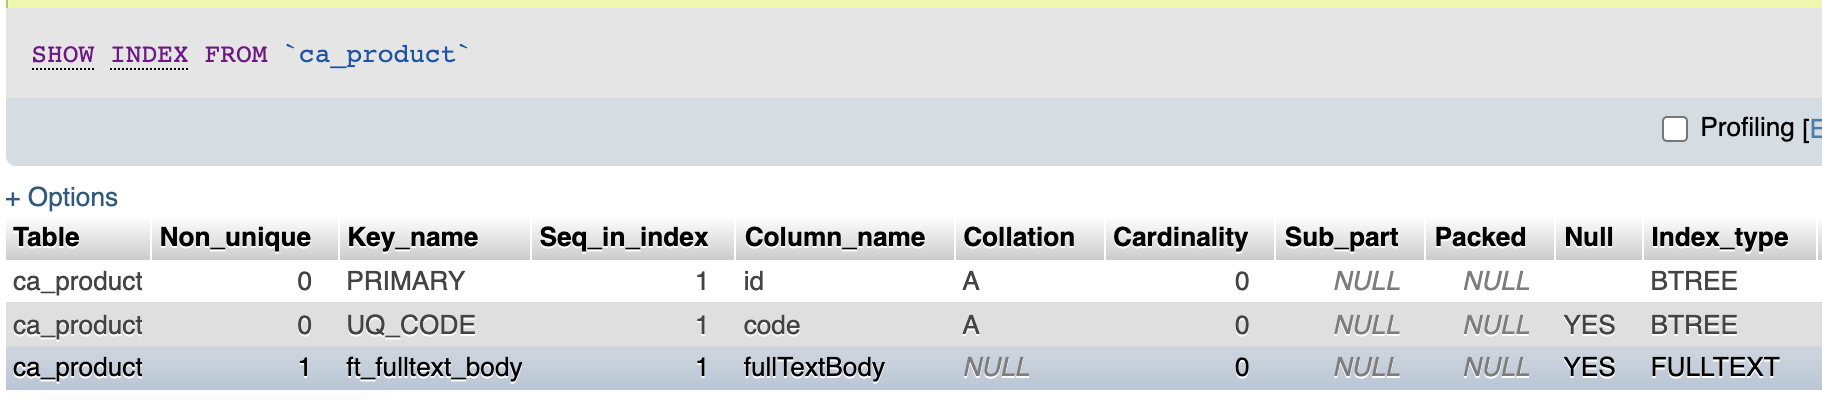 SHOW INDEX FROM `ca_product`
Profiling [
+ Options
Table Non_unique Key_name Seq_in_index Column_name Collation Cardinality Sub_part Packed Null Index_type
ca_product 0 PRIMARY 1 id A 0 NULL NULL BTREE
ca_product 0 UQ_CODE 1 code A 0 NULL NULL YES BTREE
ca_product 1 ft_fulltext_body 1 fullTextBody NULL 0 NULL NULL YES FULLTEXT